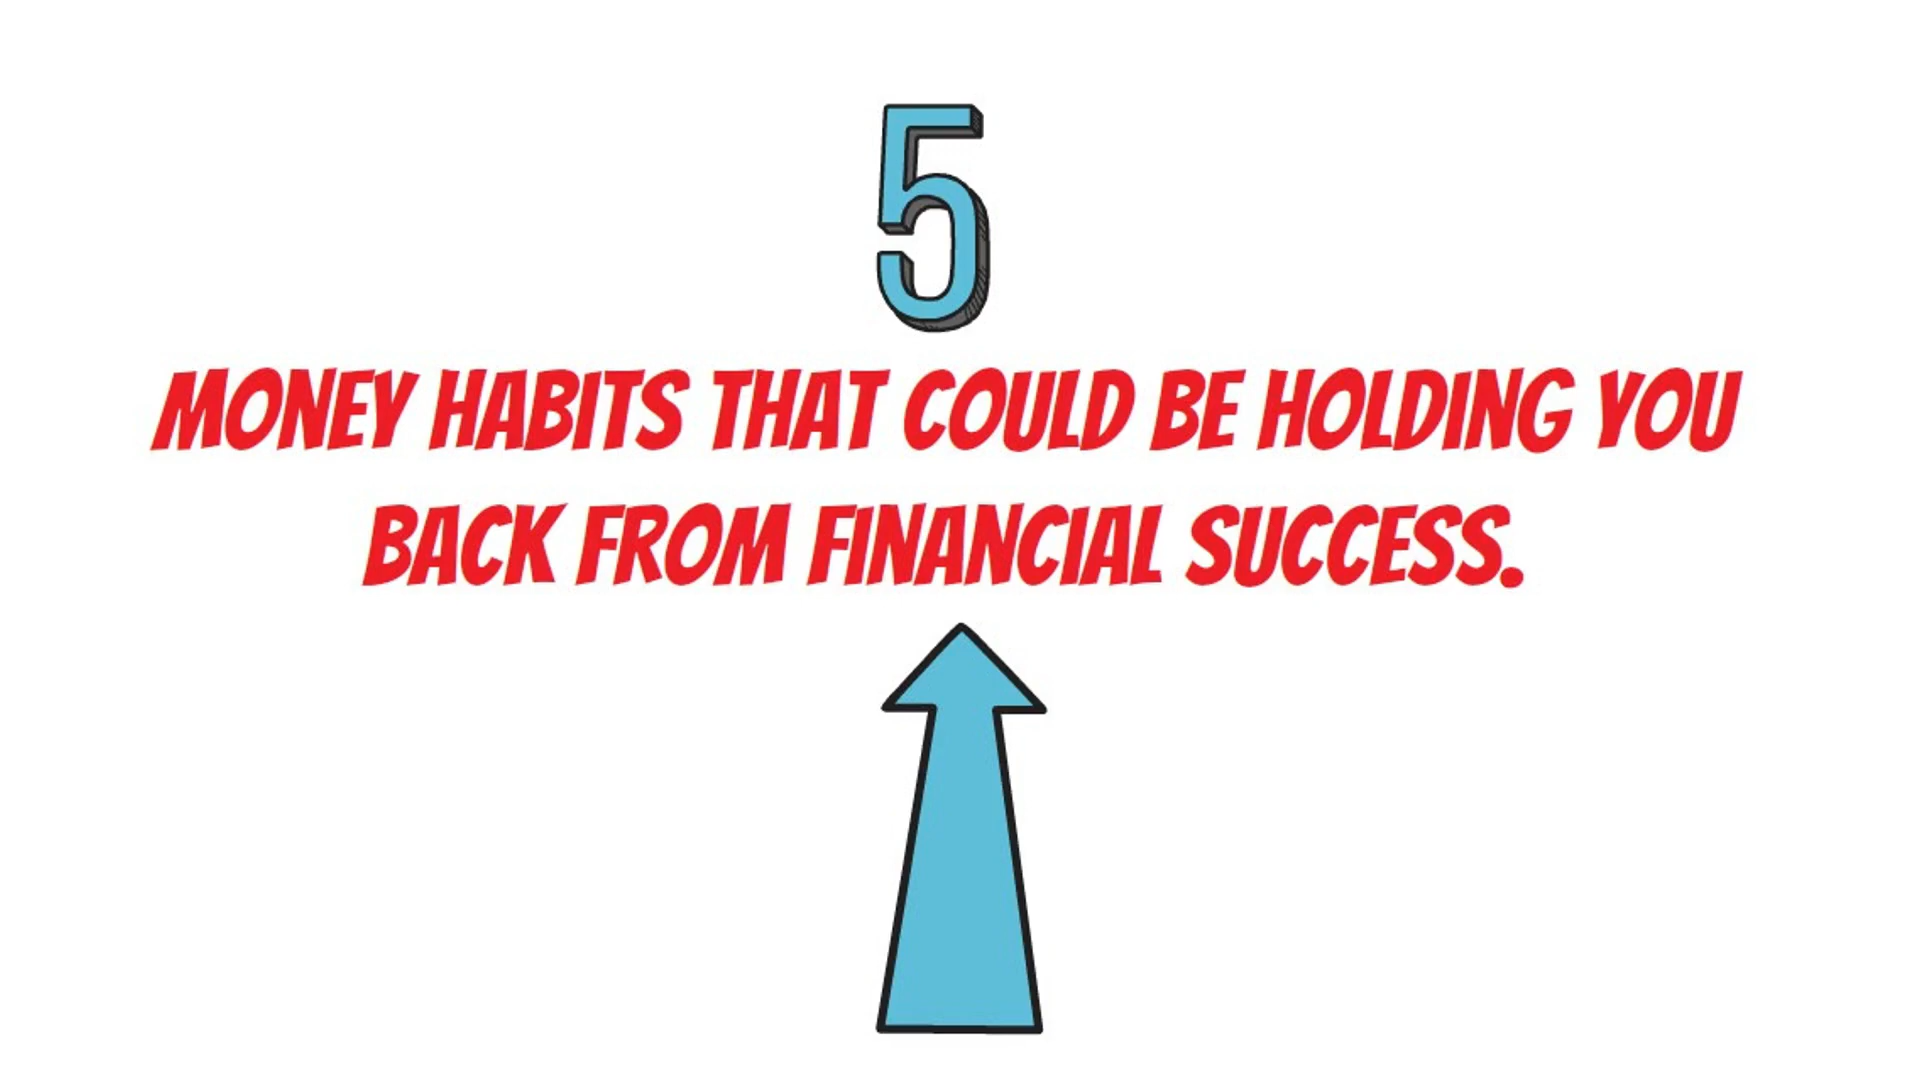 5
MONEY HABITS THAT COULD BE HOLDING YOU
BACK FROM FINANCIAL SUCCESS.